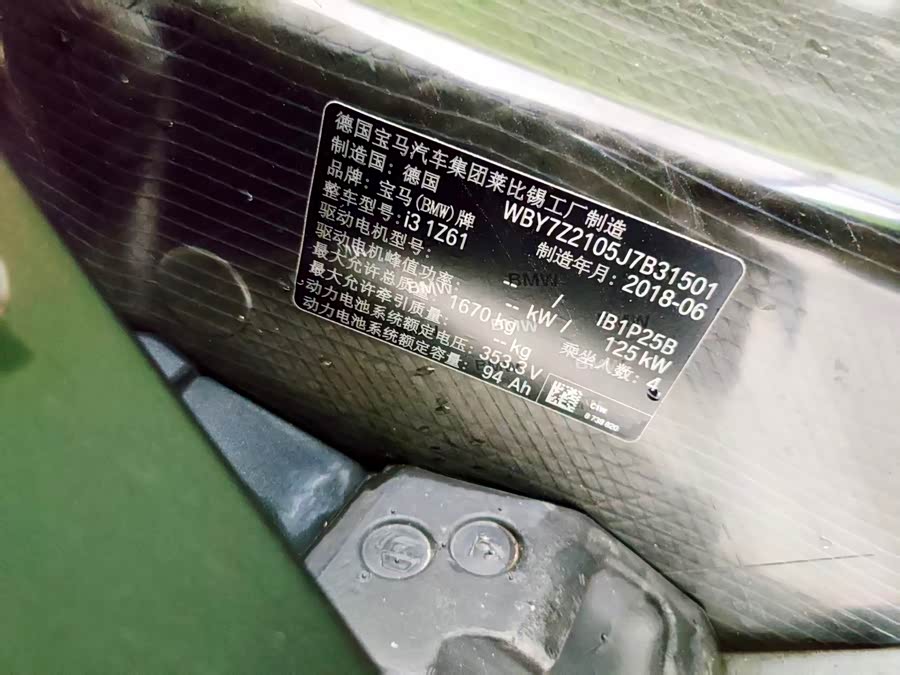 德国宝马汽车集团莱比锡工厂制造
制造国：德国 WBY7Z2105J7B31501
品牌：宝马(BMW)牌 制造年月：2018-06
整车型号：i3 1Z61
驱动电机型号： -- / IB1P25B
驱动电机峰值功率： -- kW / 125 kW
最大允许总质量： 1670 kg 乘坐人数：4
最大允许牵引质量： -- kg
动力电池系统额定电压：353.3 V
动力电池系统额定容量： 94 Ah
BMW
BMW
BMW